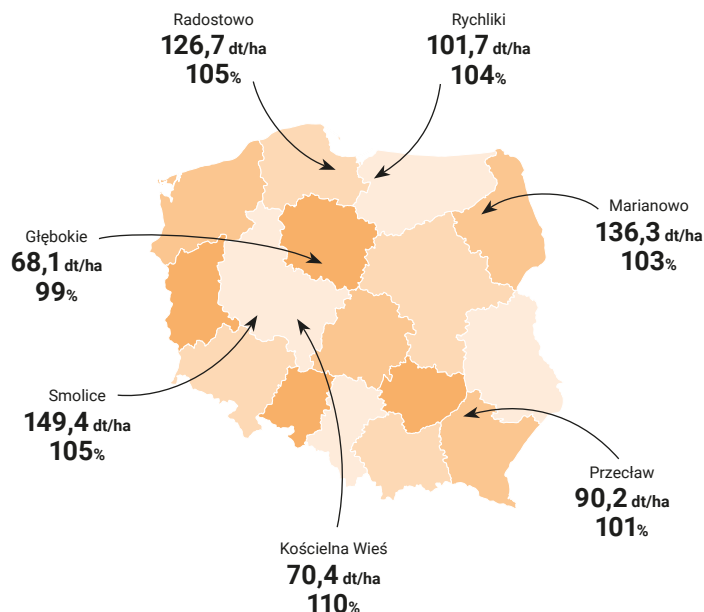 Radostowo
126,7 dt/ha
105%
Rychliki
101,7 dt/ha
104%
Marianowo
136,3 dt/ha
103%
Głębokie
68,1 dt/ha
99%
Smolice
149,4 dt/ha
105%
Przecław
90,2 dt/ha
101%
Kościelna Wieś
70,4 dt/ha
110%